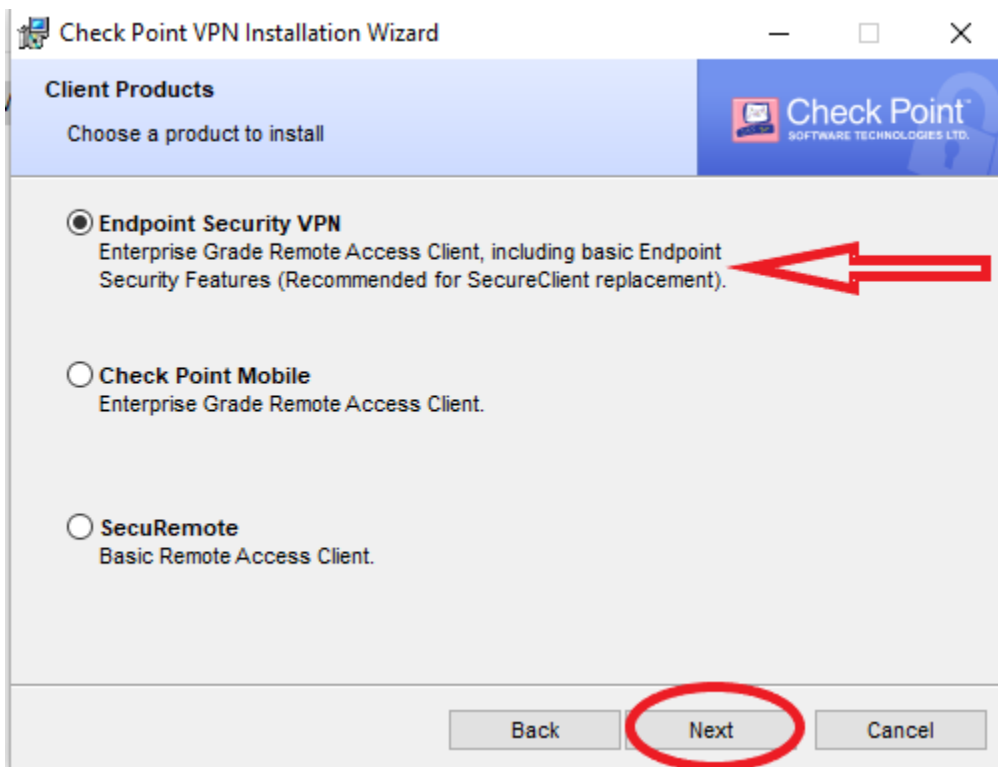 Check Point VPN Installation Wizard
Client Products
Choose a product to install
Check Point™
SOFTWARE TECHNOLOGIES LTD.
Endpoint Security VPN
Enterprise Grade Remote Access Client, including basic Endpoint
Security Features (Recommended for SecureClient replacement).
Check Point Mobile
Enterprise Grade Remote Access Client.
SecuRemote
Basic Remote Access Client.
Back
Next
Cancel